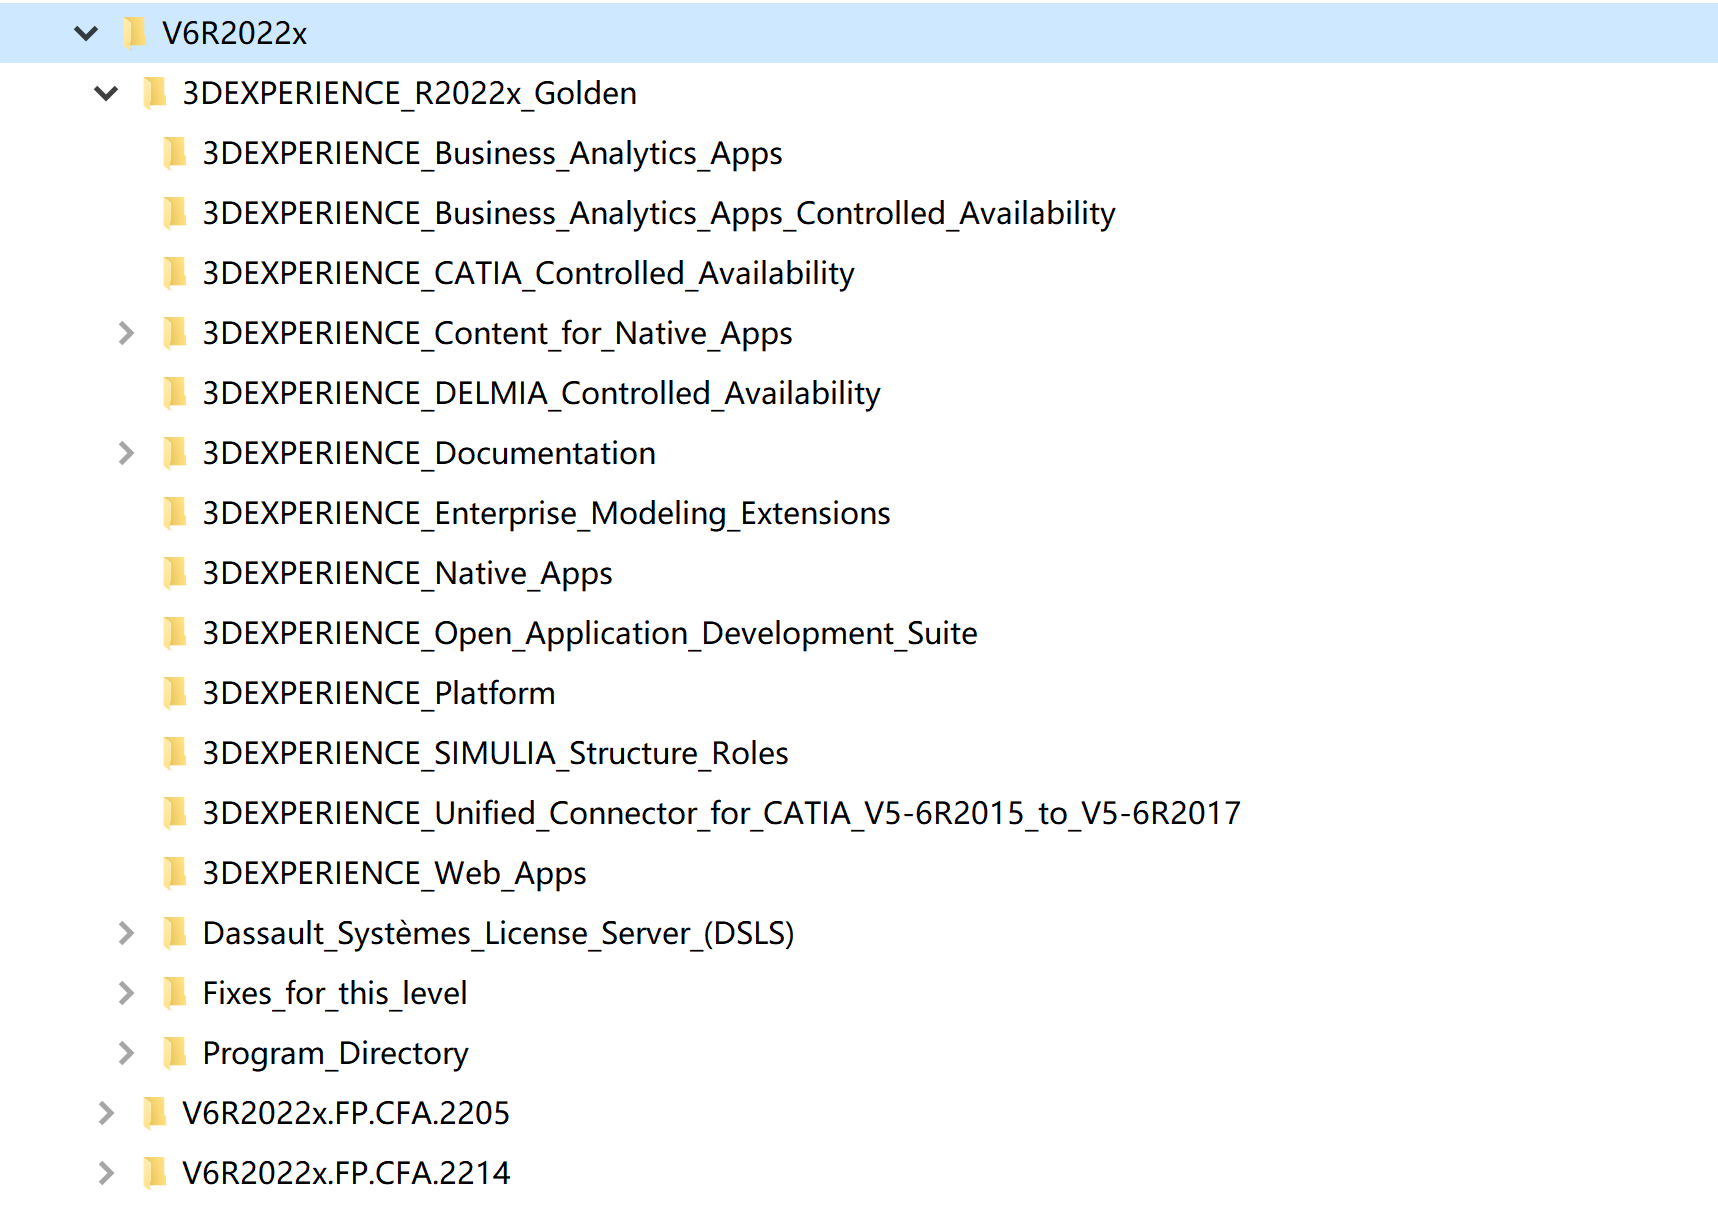 V6R2022x
3DEXPERIENCE_R2022x_Golden
3DEXPERIENCE_Business_Analytics_Apps
3DEXPERIENCE_Business_Analytics_Apps_Controlled_Availability
3DEXPERIENCE_CATIA_Controlled_Availability
3DEXPERIENCE_Content_for_Native_Apps
3DEXPERIENCE_DELMIA_Controlled_Availability
3DEXPERIENCE_Documentation
3DEXPERIENCE_Enterprise_Modeling_Extensions
3DEXPERIENCE_Native_Apps
3DEXPERIENCE_Open_Application_Development_Suite
3DEXPERIENCE_Platform
3DEXPERIENCE_SIMULIA_Structure_Roles
3DEXPERIENCE_Unified_Connector_for_CATIA_V5-6R2015_to_V5-6R2017
3DEXPERIENCE_Web_Apps
Dassault_Systèmes_License_Server_(DSLS)
Fixes_for_this_level
Program_Directory
V6R2022x.FP.CFA.2205
V6R2022x.FP.CFA.2214